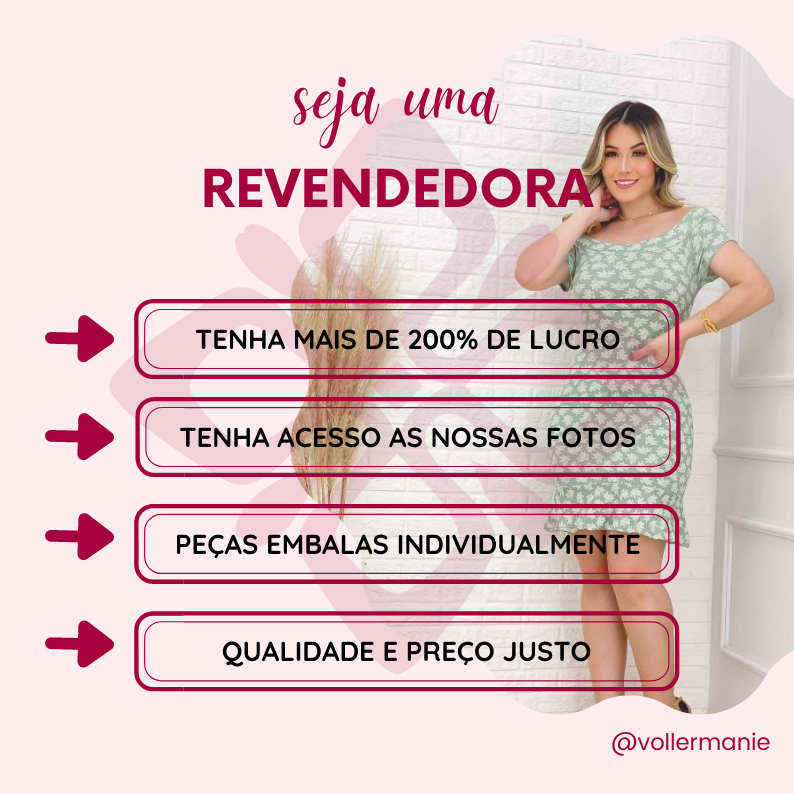 seja uma
REVENDEDORA
TENHA MAIS DE 200% DE LUCRO
TENHA ACESSO AS NOSSAS FOTOS
PEÇAS EMBALAS INDIVIDUALMENTE
QUALIDADE E PREÇO JUSTO
@vollermanie